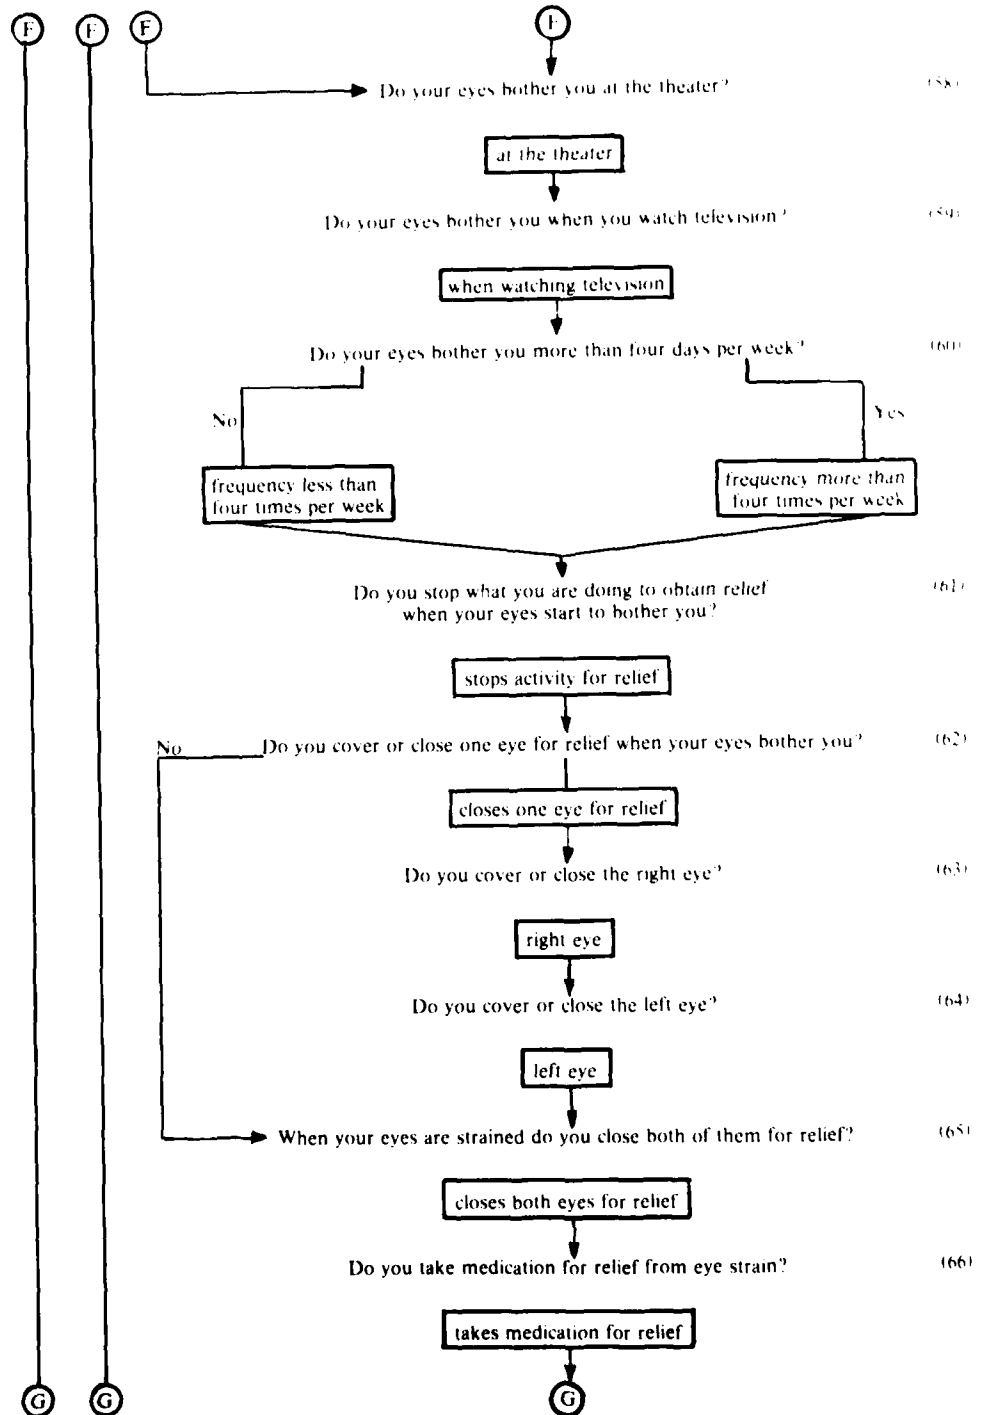 F F F F
Do your eyes bother you at the theater? (58)
at the theater
Do your eyes bother you when you watch television? (59)
when watching television
Do your eyes bother you more than four days per week? (60)
No Yes
frequency less than frequency more than
four times per week four times per week
Do you stop what you are doing to obtain relief (61)
when your eyes start to bother you?
stops activity for relief
No Do you cover or close one eye for relief when your eyes bother you? (62)
closes one eye for relief
Do you cover or close the right eye? (63)
right eye
Do you cover or close the left eye? (64)
left eye
When your eyes are strained do you close both of them for relief? (65)
closes both eyes for relief
Do you take medication for relief from eye strain? (66)
takes medication for relief
G G G